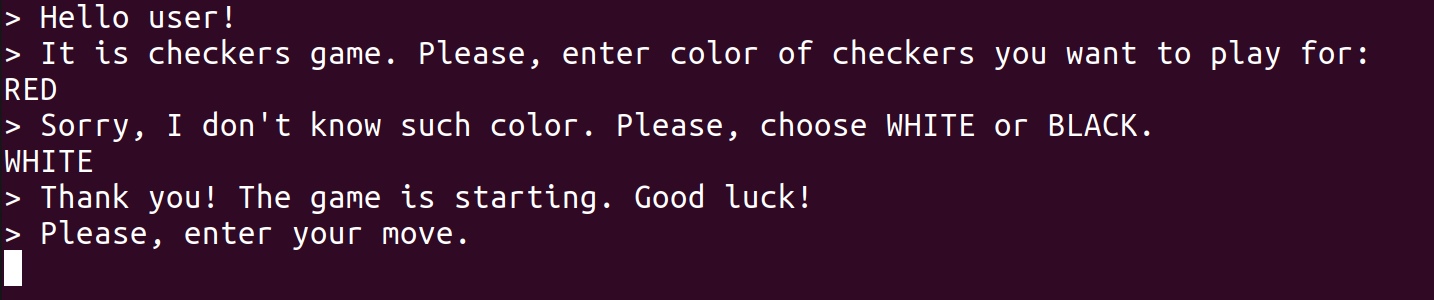 > Hello user!
> It is checkers game. Please, enter color of checkers you want to play for:
RED
> Sorry, I don't know such color. Please, choose WHITE or BLACK.
WHITE
> Thank you! The game is starting. Good luck!
> Please, enter your move.